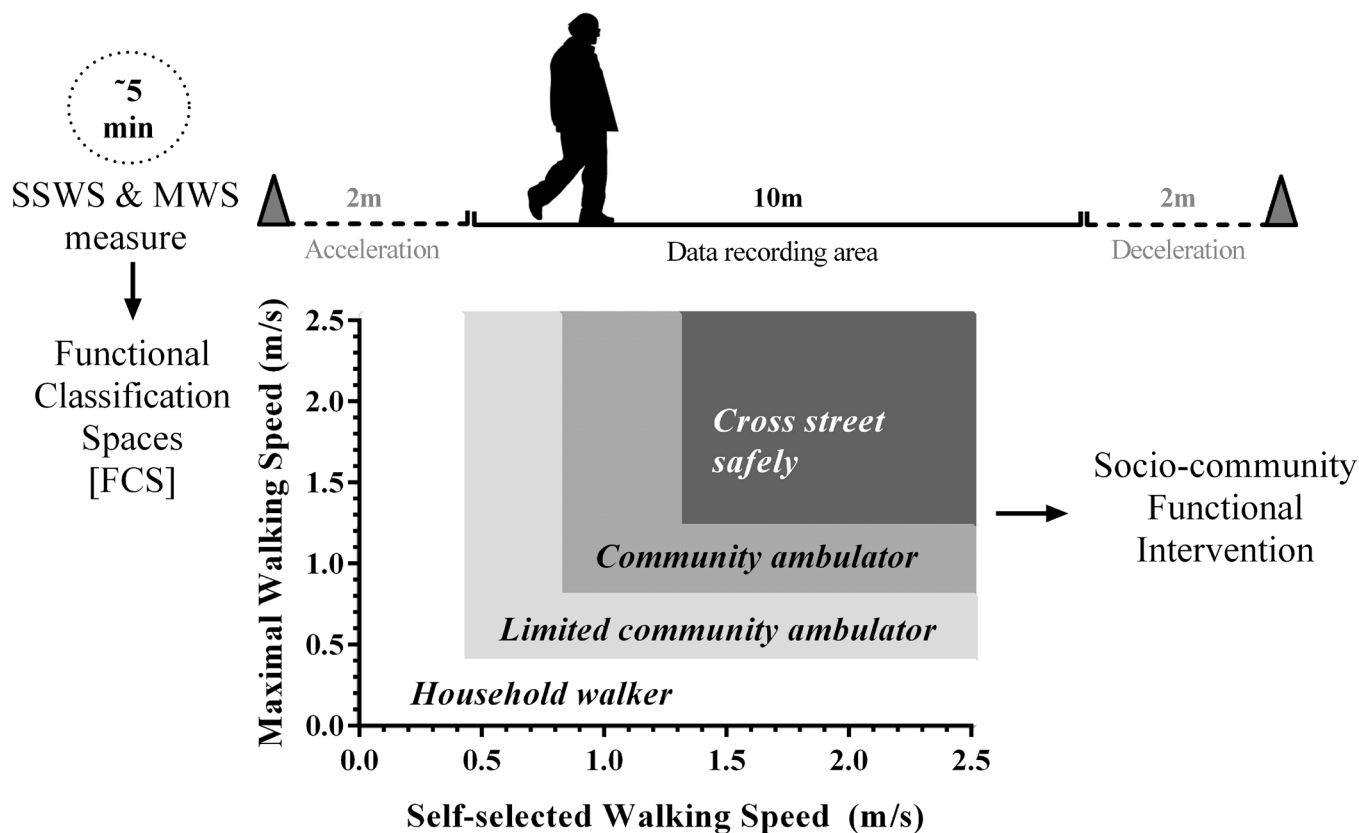 ~5
min
SSWS & MWS
measure
Functional
Classification
Spaces
[FCS]
2m
10m
2m
Acceleration
Data recording area
Deceleration
Maximal Walking Speed (m/s)
2.5
2.0
1.5
1.0
0.5
0.0
Cross street
safely
Community ambulator
Limited community ambulator
Household walker
0.0
0.5
1.0
1.5
2.0
2.5
Self-selected Walking Speed (m/s)
Socio-community
Functional
Intervention